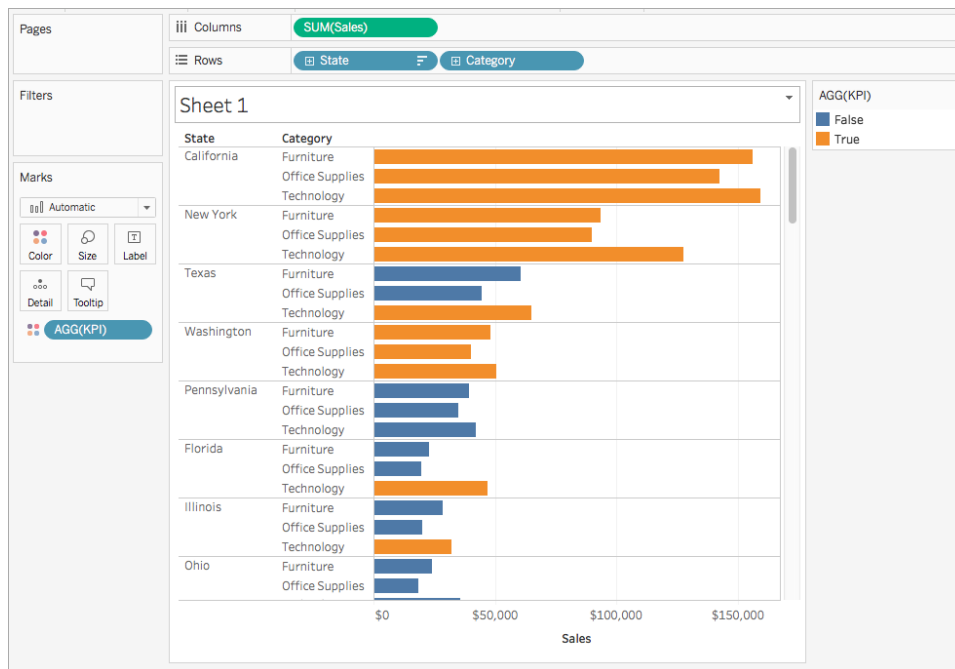 Pages
Columns
SUM(Sales)
Rows
State
Category
Filters
Marks
Automatic
Color
Size
Label
Detail
Tooltip
AGG(KPI)
Sheet 1
State Category
California Furniture
Office Supplies
Technology
New York Furniture
Office Supplies
Technology
Texas Furniture
Office Supplies
Technology
Washington Furniture
Office Supplies
Technology
Pennsylvania Furniture
Office Supplies
Technology
Florida Furniture
Office Supplies
Technology
Illinois Furniture
Office Supplies
Technology
Ohio Furniture
Office Supplies
$0 $50,000 $100,000 $150,000
Sales
AGG(KPI)
False
True